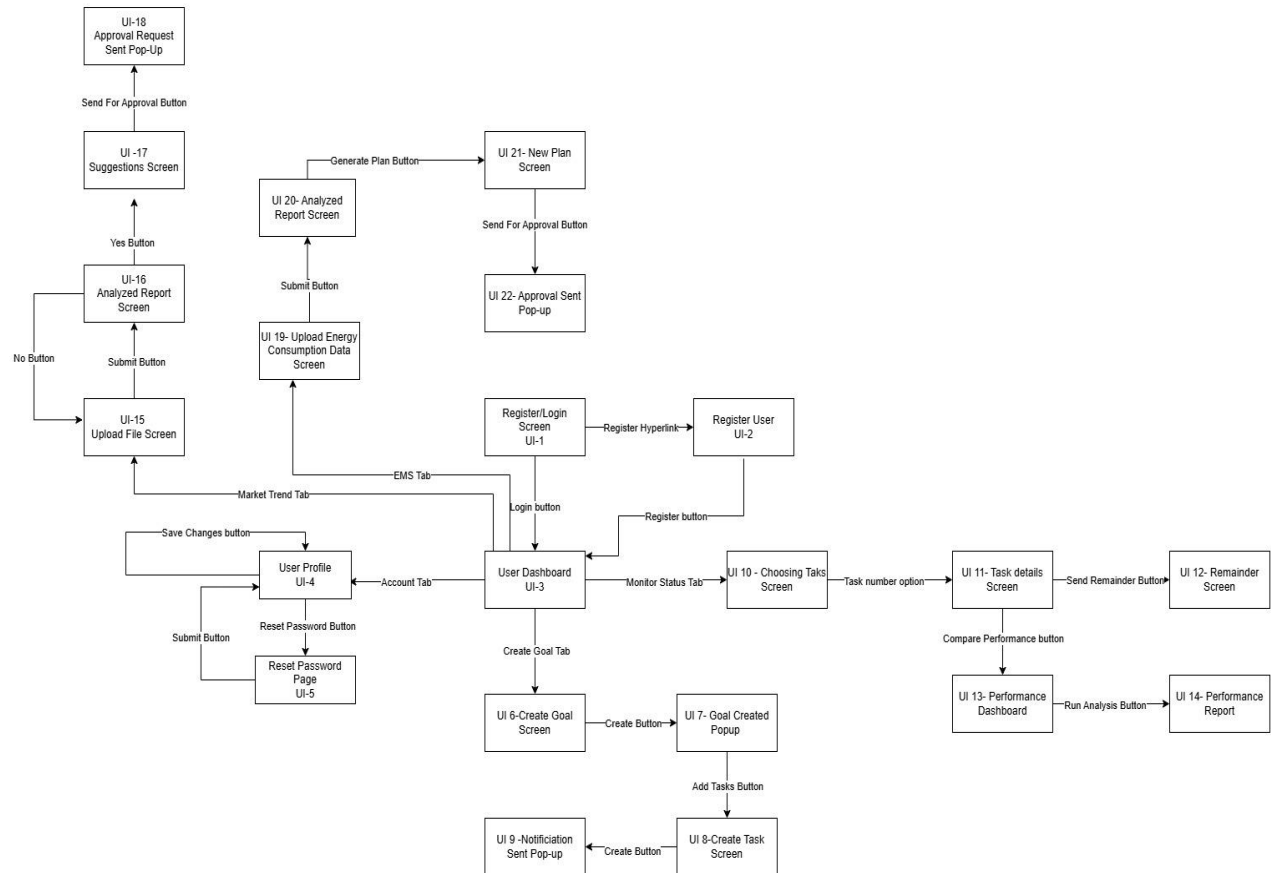 UI-18
Approval Request
Sent Pop-Up
Send For Approval Button
UI -17
Suggestions Screen
Yes Button
UI-16
Analyzed Report
Screen
No Button
Submit Button
UI-15
Upload File Screen
Market Trend Tab
UI 21- New Plan
Screen
Generate Plan Button
UI 20- Analyzed
Report Screen
Send For Approval Button
UI 22- Approval Sent
Pop-up
Submit Button
UI 19- Upload Energy
Consumption Data
Screen
EMS Tab
Register/Login
Screen
UI-1
Register Hyperlink
Register User
UI-2
Login button
Register button
Save Changes button
User Profile
UI-4
Account Tab
User Dashboard
UI-3
Monitor Status Tab
UI 10 - Choosing Taks
Screen
Task number option
UI 11- Task details
Screen
Send Remainder Button
UI 12- Remainder
Screen
Submit Button
Reset Password Button
Reset Password
Page
UI-5
Create Goal Tab
Compare Performance button
UI 13- Performance
Dashboard
Run Analysis Button
UI 14- Performance
Report
UI 6-Create Goal
Screen
Create Button
UI 7- Goal Created
Popup
Add Tasks Button
UI 9 -Notificiation
Sent Pop-up
Create Button
UI 8-Create Task
Screen